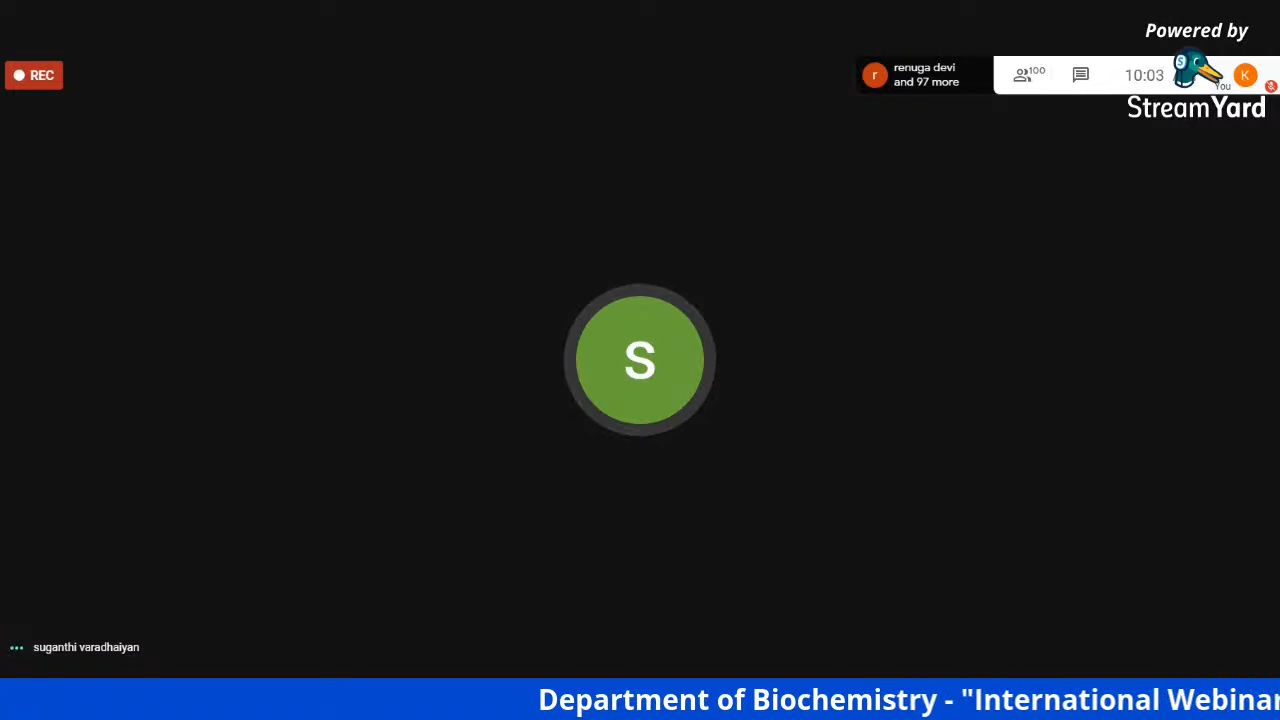 Powered by
REC
renuga devi
and 97 more
r
100
10:03
S
You
K
StreamYard
S
suganthi varadhaiyan
Department of Biochemistry - "International Webinar